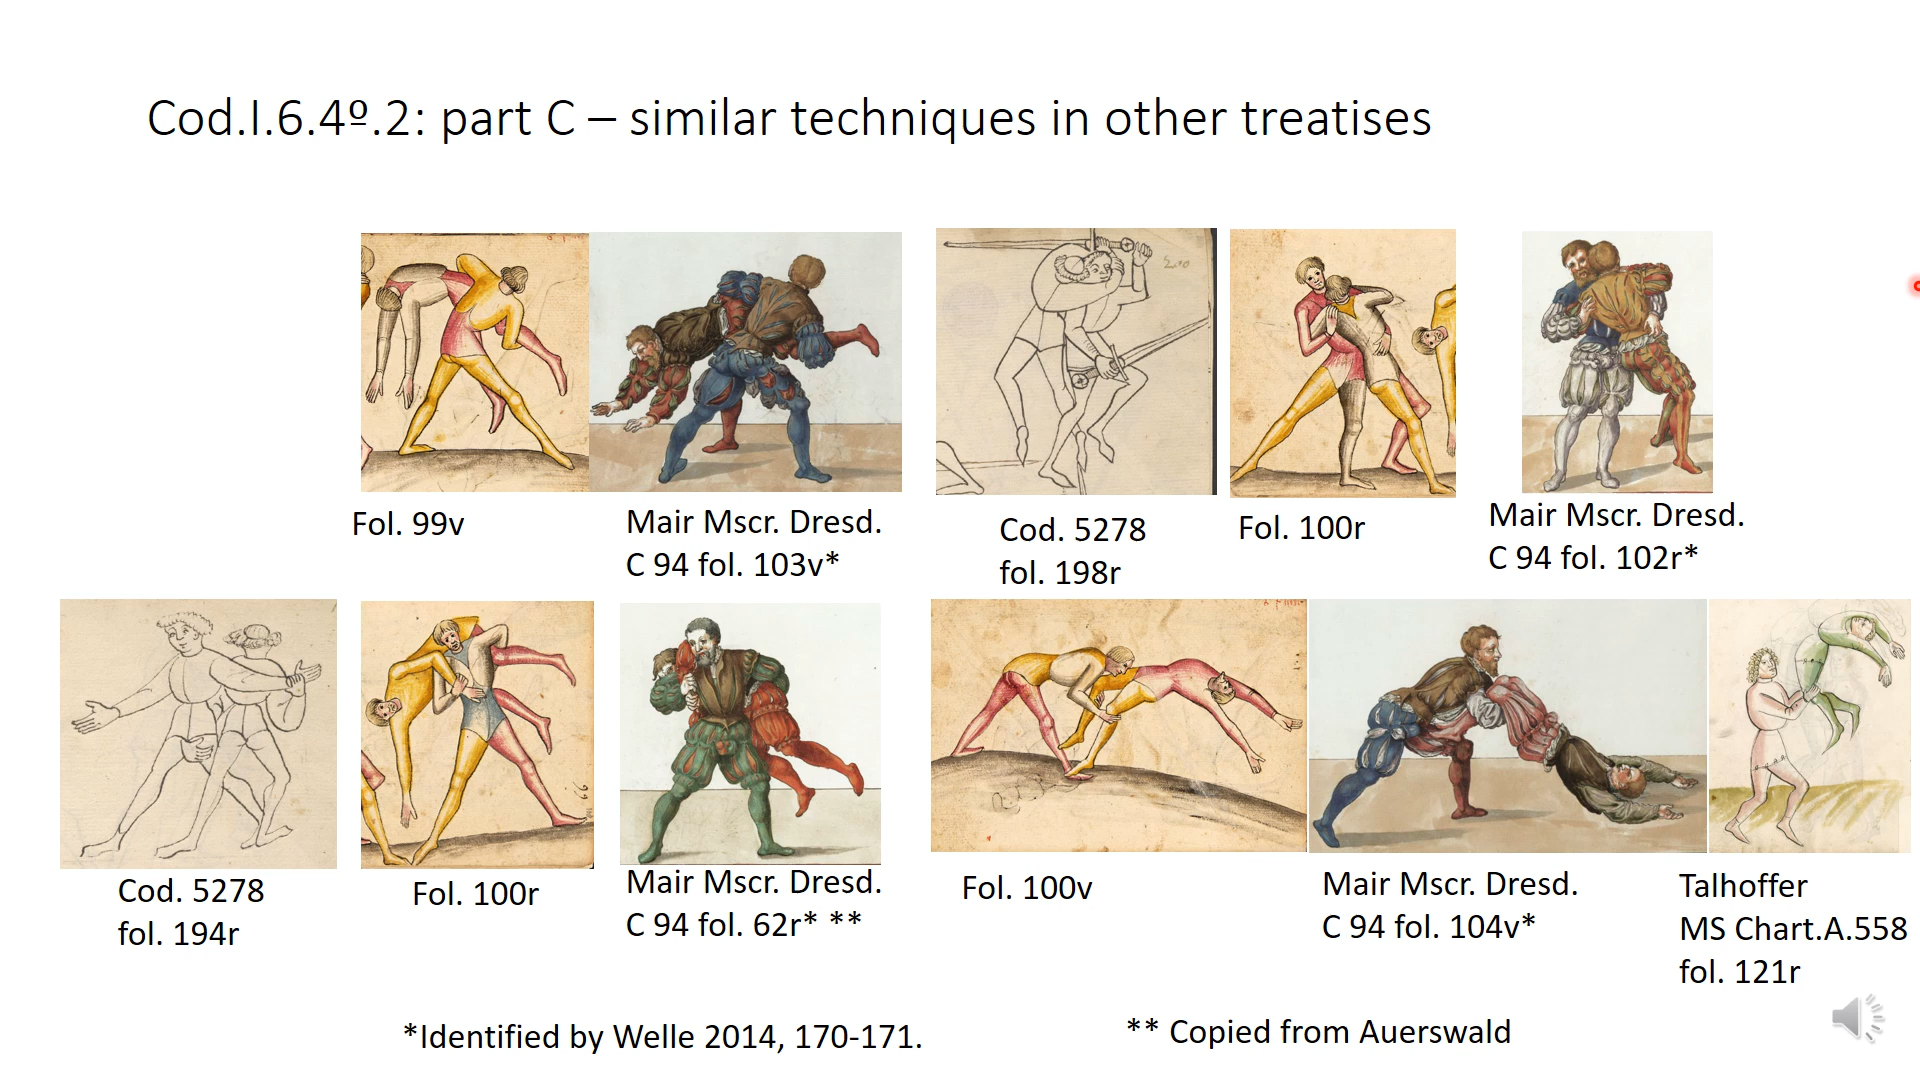 Cod.I.6.4º.2: part C – similar techniques in other treatises
Fol. 99v
Mair Mscr. Dresd.
C 94 fol. 103v*
Cod. 5278
fol. 198r
Fol. 100r
Mair Mscr. Dresd.
C 94 fol. 102r*
Cod. 5278
fol. 194r
Fol. 100r
Mair Mscr. Dresd.
C 94 fol. 62r* **
Fol. 100v
Mair Mscr. Dresd.
C 94 fol. 104v*
Talhoffer
MS Chart.A.558
fol. 121r
*Identified by Welle 2014, 170-171.
** Copied from Auerswald